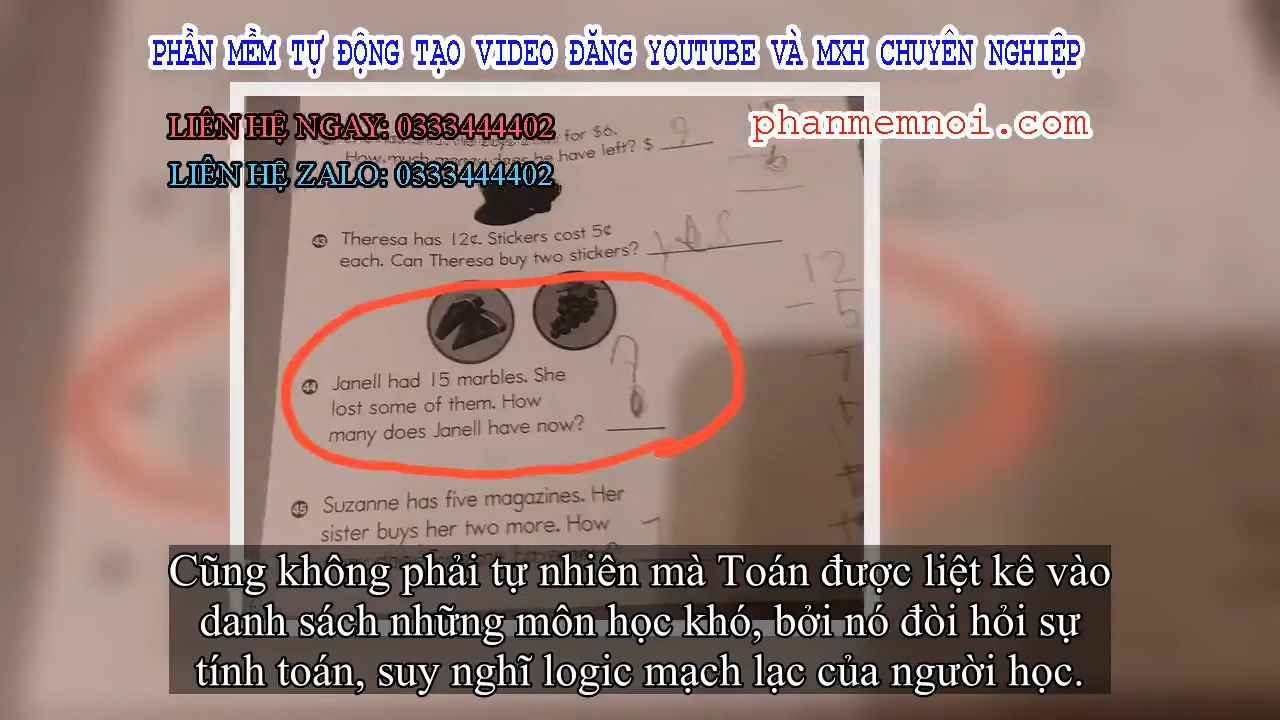 PHẦN MỀM TỰ ĐỘNG TẠO VIDEO ĐĂNG YOUTUBE VÀ MXH CHUYÊN NGHIỆP
LIÊN HỆ NGAY: 0333444402
phanmemnoi.com
LIÊN HỆ ZALO: 0333444402
for $6.
How much money does he have left? $ 9
6
43 Theresa has 12¢. Stickers cost 5¢
each. Can Theresa buy two stickers? yes
12
- 5
7
44 Janell had 15 marbles. She
lost some of them. How
many does Janell have now?
?
45 Suzanne has five magazines. Her
sister buys her two more. How
7
Cũng không phải tự nhiên mà Toán được liệt kê vào
danh sách những môn học khó, bởi nó đòi hỏi sự
tính toán, suy nghĩ logic mạch lạc của người học.